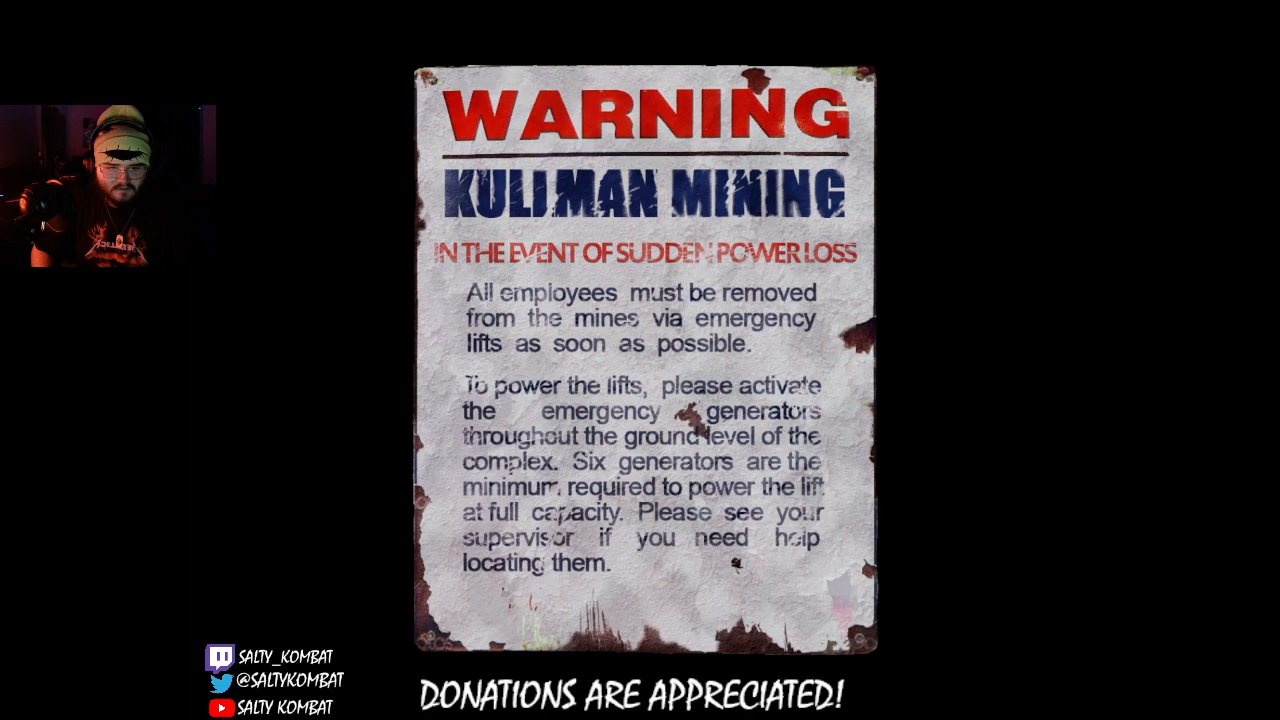 WARNING
KULLMAN MINING
IN THE EVENT OF SUDDEN POWER LOSS
All employees must be removed
from the mines via emergency
lifts as soon as possible.
To power the lifts, please activate
the emergency generators
throughout the ground level of the
complex. Six generators are the
minimum required to power the lift
at full capacity. Please see your
supervisor if you need help
locating them.
METALLICA
SALTY_KOMBAT
@SALTYKOMBAT
SALTY KOMBAT
DONATIONS ARE APPRECIATED!